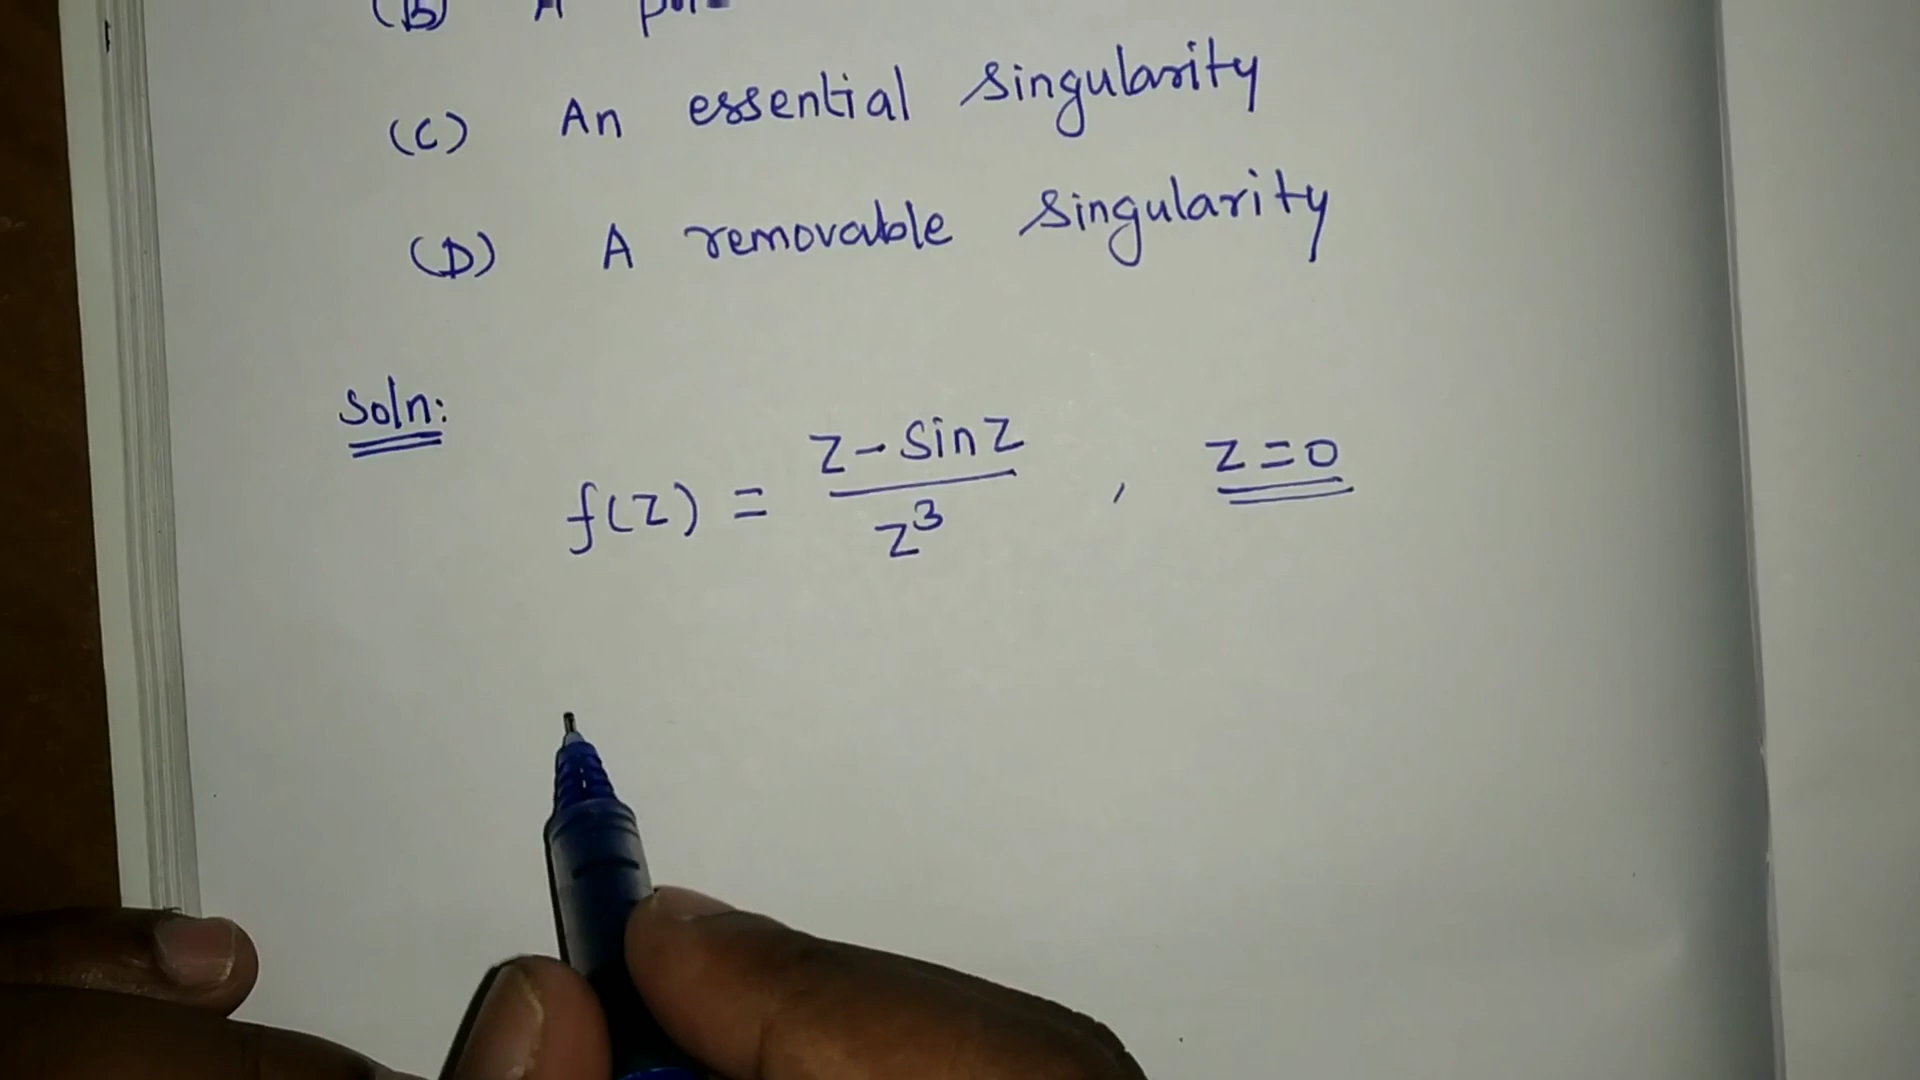 (B) A
(C) An essential singularity
(D) A removable singularity
Soln:
f(z) = z - sin z / z³ , z = 0